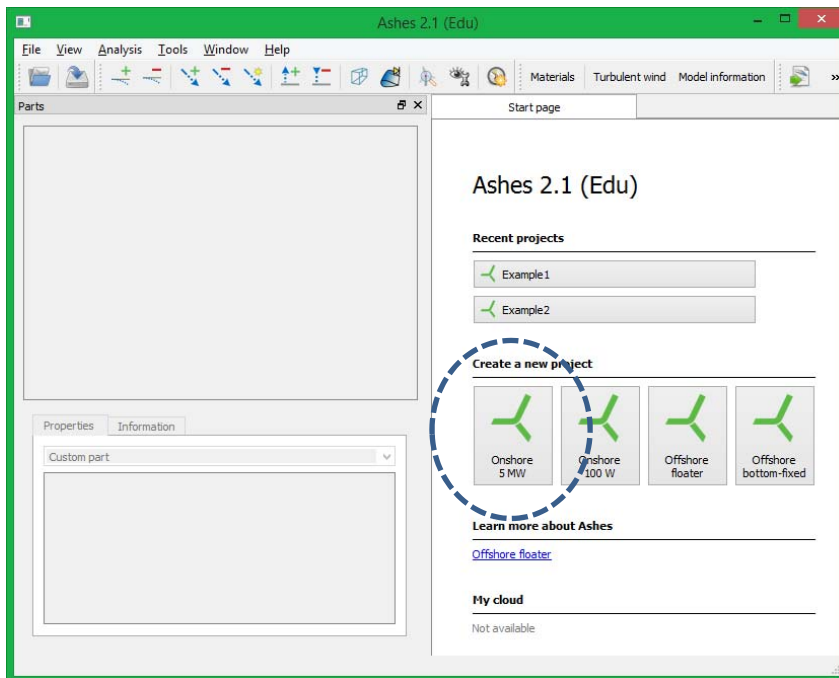 Ashes 2.1 (Edu)
File View Analysis Tools Window Help
Materials Turbulent wind Model information »
Parts
Start page
Ashes 2.1 (Edu)
Recent projects
Example1
Example2
Create a new project
Onshore
5 MW
Onshore
100 W
Offshore
floater
Offshore
bottom-fixed
Properties Information
Custom part
Learn more about Ashes
Offshore floater
My cloud
Not available